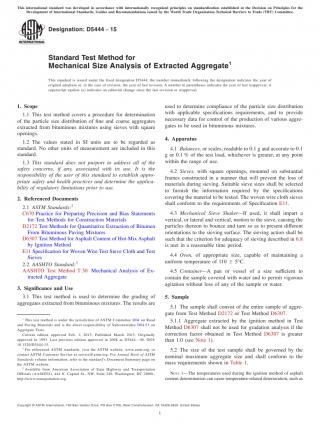 This international standard was developed in accordance with internationally recognized principles on standardization established in the Decision on Principles for the
Development of International Standards, Guides and Recommendations issued by the World Trade Organization Technical Barriers to Trade (TBT) Committee.
Designation: D5444 − 15
Standard Test Method for
Mechanical Size Analysis of Extracted Aggregate1
This standard is issued under the fixed designation D5444; the number immediately following the designation indicates the year of
original adoption or, in the case of revision, the year of last revision. A number in parentheses indicates the year of last reapproval. A
superscript epsilon (ε) indicates an editorial change since the last revision or reapproval.
1. Scope
1.1 This test method covers a procedure for determination
of the particle size distribution of fine and coarse aggregates
extracted from bituminous mixtures using sieves with square
openings.
1.2 The values stated in SI units are to be regarded as
standard. No other units of measurement are included in this
standard.
1.3 This standard does not purport to address all of the
safety concerns, if any, associated with its use. It is the
responsibility of the user of this standard to establish appro-
priate safety and health practices and determine the applica-
bility of regulatory limitations prior to use.
2. Referenced Documents
2.1 ASTM Standards:2
C670 Practice for Preparing Precision and Bias Statements
for Test Methods for Construction Materials
D2172 Test Methods for Quantitative Extraction of Bitumen
From Bituminous Paving Mixtures
D6307 Test Method for Asphalt Content of Hot-Mix Asphalt
by Ignition Method
E11 Specification for Woven Wire Test Sieve Cloth and Test
Sieves
2.2 AASHTO Standard:3
AASHTO Test Method T 30 Mechanical Analysis of Ex-
tracted Aggregate
3. Significance and Use
3.1 This test method is used to determine the grading of
aggregates extracted from bituminous mixtures. The results are
1 This test method is under the jurisdiction of ASTM Committee D04 on Road
and Paving Materials and is the direct responsibility of Subcommittee D04.25 on
Aggregate Tests.
Current edition approved Feb. 1, 2015. Published March 2015. Originally
approved in 1993. Last previous edition approved in 2008 as D5444 – 08.
2 For referenced ASTM standards, visit the ASTM website, www.astm.org, or
contact ASTM Customer Service at service@astm.org. For Annual Book of ASTM
Standards volume information, refer to the standard's Document Summary page on
the ASTM website.
3 Available from American Association of State Highway and Transportation
Officials (AASHTO), 444 N. Capitol St., NW, Suite 249, Washington, DC 20001,
http://www.transportation.org.
used to determine compliance of the particle size distribution
with applicable specifications requirements, and to provide
necessary data for control of the production of various aggre-
gates to be used in bituminous mixtures.
4. Apparatus
4.1 Balances, or scales, readable to 0.1 g and accurate to 0.1
g or 0.1 % of the test load, whichever is greater, at any point
within the range of use.
4.2 Sieves, with square openings, mounted on substantial
frames constructed in a manner that will prevent the loss of
materials during sieving. Suitable sieve sizes shall be selected
to furnish the information required by the specifications
covering the material to be tested. The woven wire cloth sieves
shall conform to the requirements of Specification E11.
4.3 Mechanical Sieve Shaker—If used, it shall impart a
vertical, or lateral and vertical, motion to the sieve, causing the
particles thereon to bounce and turn so as to present different
orientations to the sieving surface. The sieving action shall be
such that the criterion for adequacy of sieving described in 6.8
is met in a reasonable time period.
4.4 Oven, of appropriate size, capable of maintaining a
uniform temperature of 110 ± 5°C.
4.5 Container—A pan or vessel of a size sufficient to
contain the sample covered with water and to permit vigorous
agitation without loss of any of the sample or water.
5. Sample
5.1 The sample shall consist of the entire sample of aggre-
gate from Test Method D2172 or Test Method D6307.
5.1.1 Aggregate extracted by the ignition method in Test
Method D6307 shall not be used for gradation analysis if the
correction factor obtained in Test Method D6307 is greater
than 1.0 (see Note 1).
5.2 The size of the test sample shall be governed by the
nominal maximum aggregate size and shall conform to the
mass requirements shown in Table 1.
NOTE 1—The temperatures used during the ignition method of asphalt
content determination can cause temperature-related deterioration, such as
Copyright © ASTM International, 100 Barr Harbor Drive, PO Box C700, West Conshohocken, PA 19428-2959. United States
1